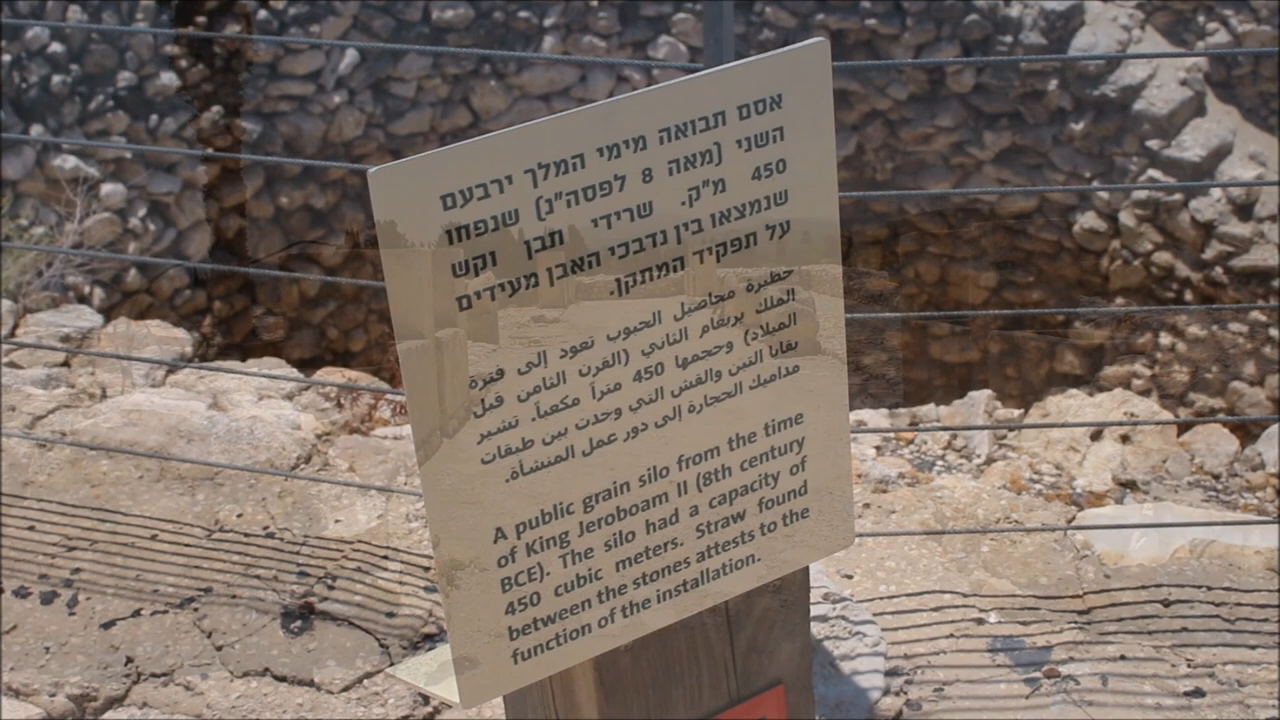 אסם תבואה מימי המלך ירבעם
השני (מאה 8 לפסה"נ) שנפחו
450 מ"ק. שרידי תבן וקש
שנמצאו בין נדבכי האבן מעידים
על תפקיד המתקן.
حظيرة محاصيل الحبوب تعود إلى فترة
الملك يربعام الثاني (القرن الثامن قبل
الميلاد) وحجمها 450 متراً مكعباً. تشير
بقايا التبن والقش التي وجدت بين طبقات
مداميك الحجارة إلى دور عمل المنشأة.
A public grain silo from the time
of King Jeroboam II (8th century
BCE). The silo had a capacity of
450 cubic meters. Straw found
between the stones attests to the
function of the installation.